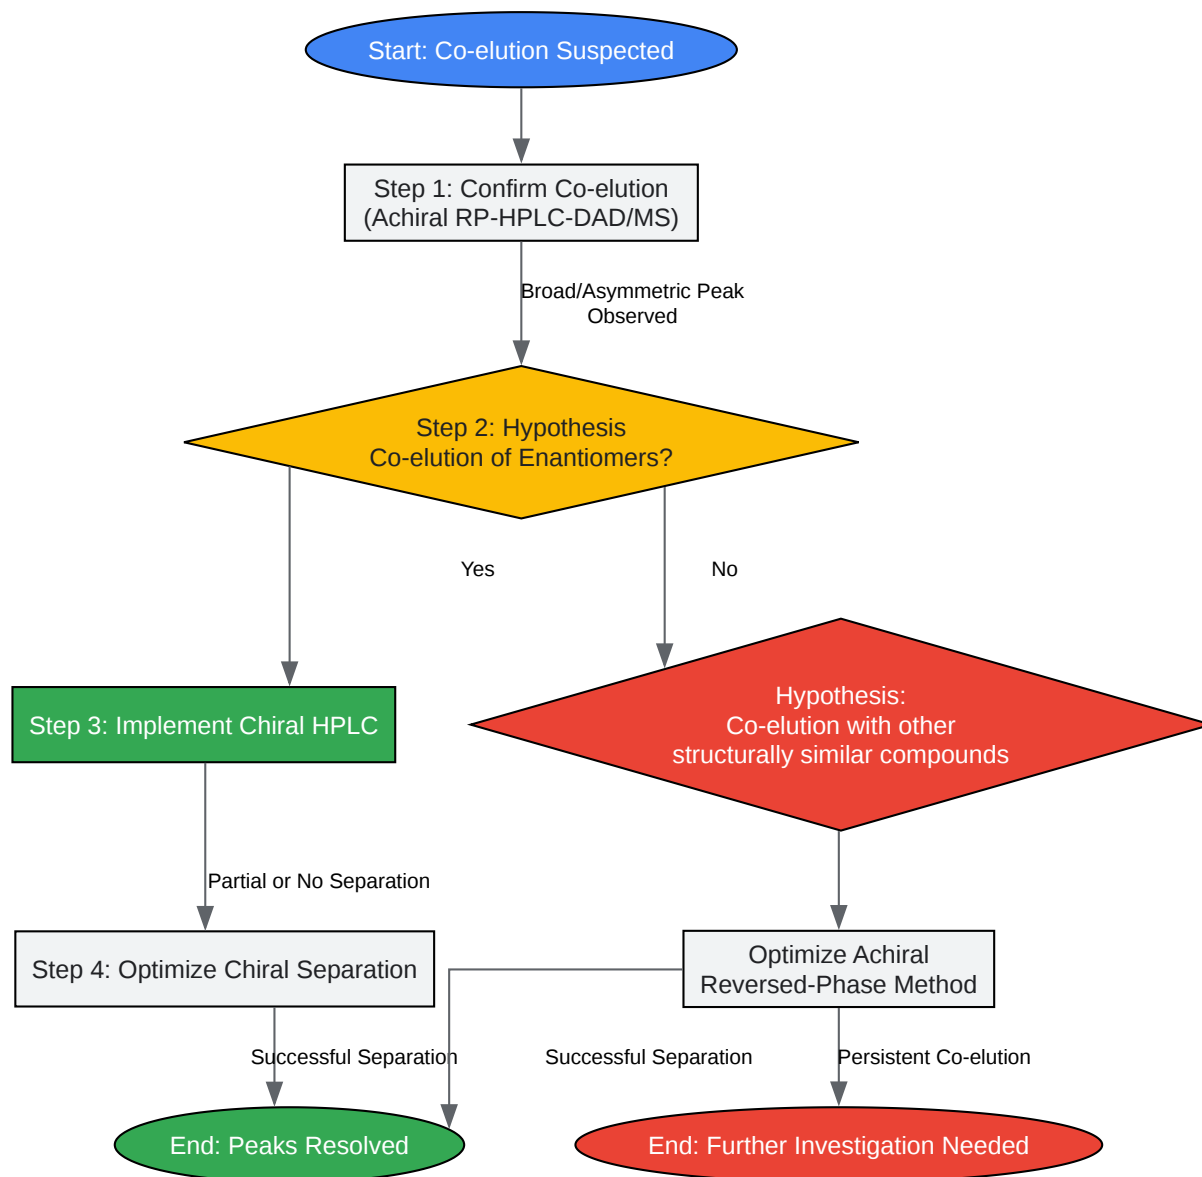 Start: Co-elution Suspected
Step 1: Confirm Co-elution
(Achiral RP-HPLC-DAD/MS)
Broad/Asymmetric Peak
Observed
Step 2: Hypothesis
Co-elution of Enantiomers?
Yes
No
Step 3: Implement Chiral HPLC
Hypothesis:
Co-elution with other
structurally similar compounds
Partial or No Separation
Step 4: Optimize Chiral Separation
Optimize Achiral
Reversed-Phase Method
Successful Separation
Successful Separation
Persistent Co-elution
End: Peaks Resolved
End: Further Investigation Needed